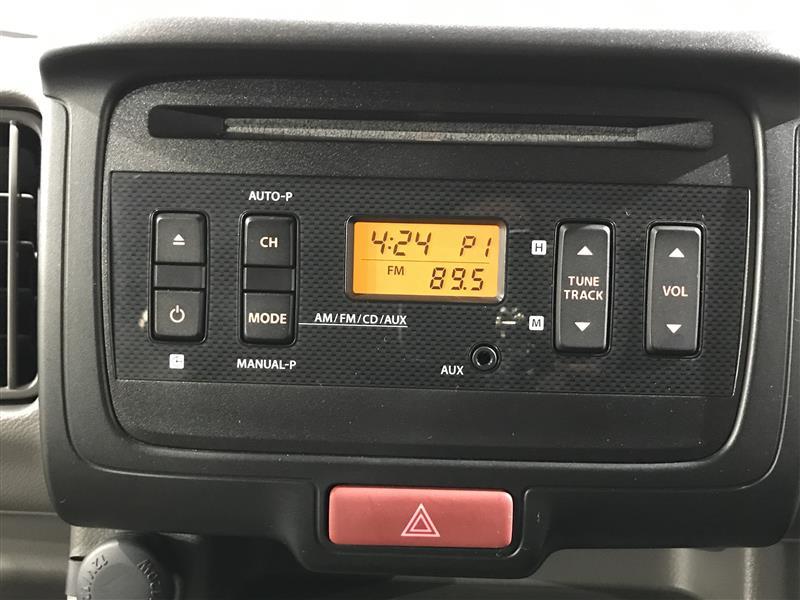 AUTO-P
CH
MODE
AM/FM/CD/AUX
MANUAL-P
4:24 P1
FM 89.5
AUX
H
M
TUNE
TRACK
VOL